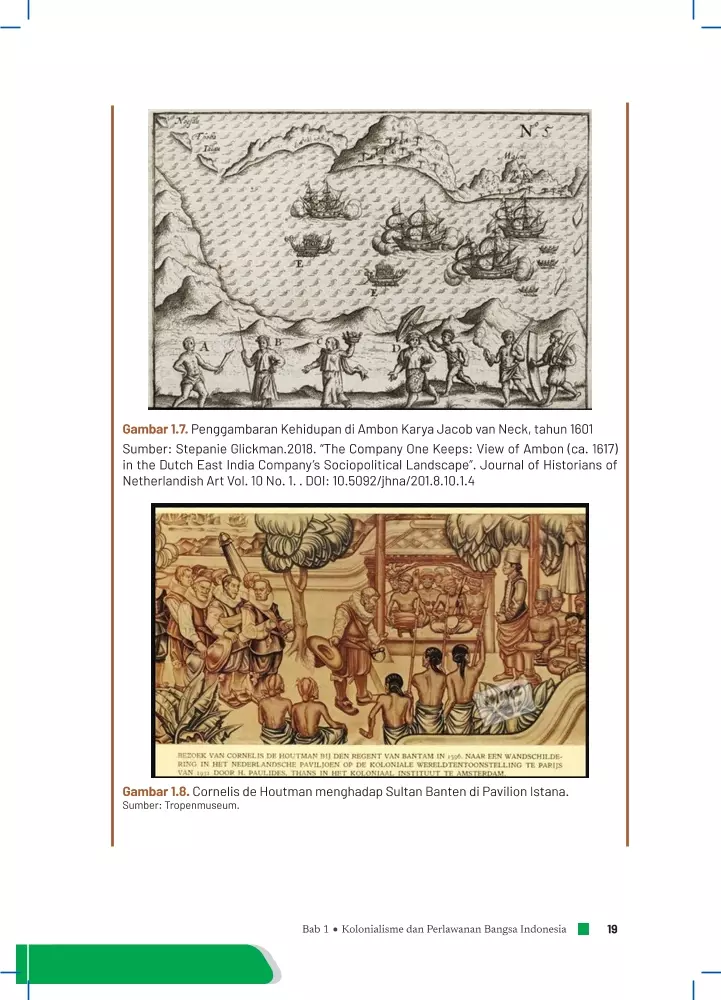 Noesau
N° 5
A
B
C
D
E
E
Gambar 1.7. Penggambaran Kehidupan di Ambon Karya Jacob van Neck, tahun 1601
Sumber: Stepanie Glickman.2018. “The Company One Keeps: View of Ambon (ca. 1617)
in the Dutch East India Company’s Sociopolitical Landscape”. Journal of Historians of
Netherlandish Art Vol. 10 No. 1. . DOI: 10.5092/jhna/201.8.10.1.4
BEZOEK VAN CORNELIS DE HOUTMAN BIJ DEN REGENT VAN BANTAM IN 1596. NAAR EEN WANDSCHILDE-
RING IN HET NEDERLANDSCHE PAVILJOEN OP DE KOLONIALE WERELDTENTOONSTELLING TE PARIJS
VAN 1931 DOOR H. PAULIDES. THANS IN HET KOLONIAAL INSTITUUT TE AMSTERDAM.
Gambar 1.8. Cornelis de Houtman menghadap Sultan Banten di Pavilion Istana.
Sumber: Tropenmuseum.
Bab 1 • Kolonialisme dan Perlawanan Bangsa Indonesia 19